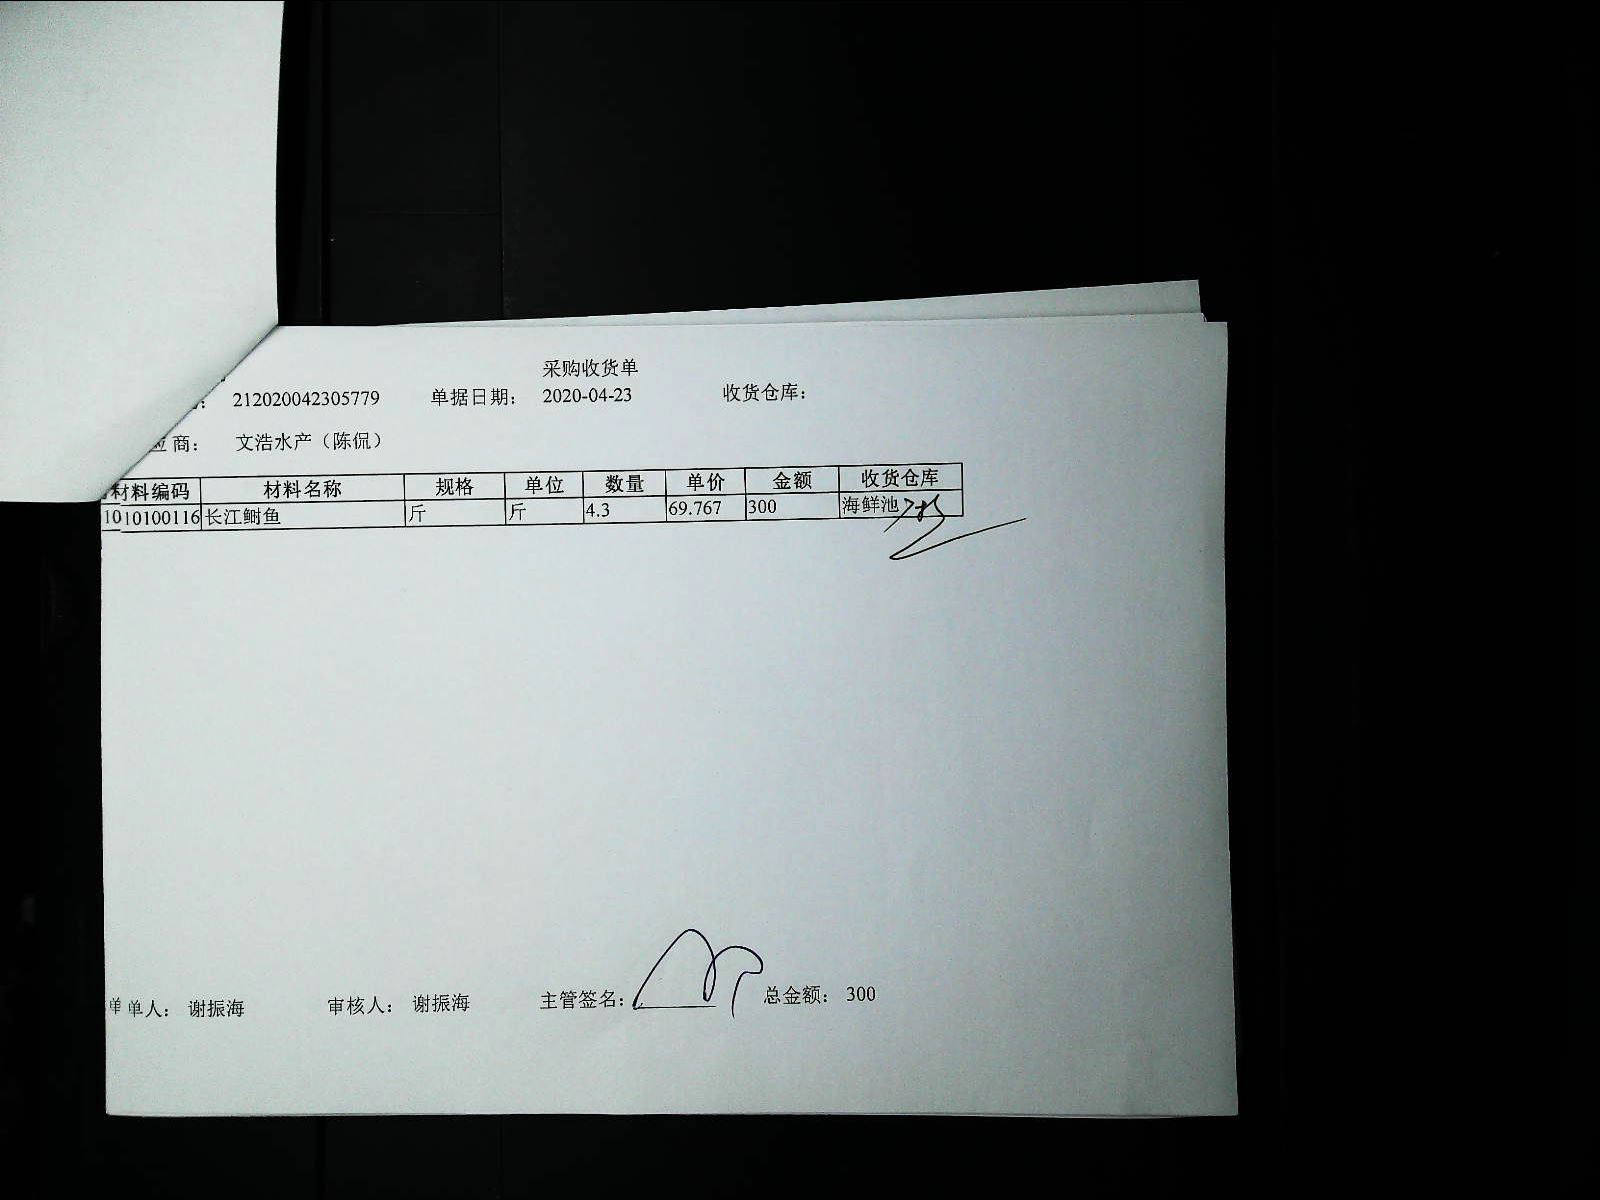 采购收货单
212020042305779 单据日期： 2020-04-23 收货仓库：
应商： 文浩水产（陈侃）
材料编码 材料名称 规格 单位 数量 单价 金额 收货仓库
1010100116 长江鲥鱼 斤 斤 4.3 69.767 300 海鲜池
单人： 谢振海 审核人： 谢振海 主管签名： 总金额： 300